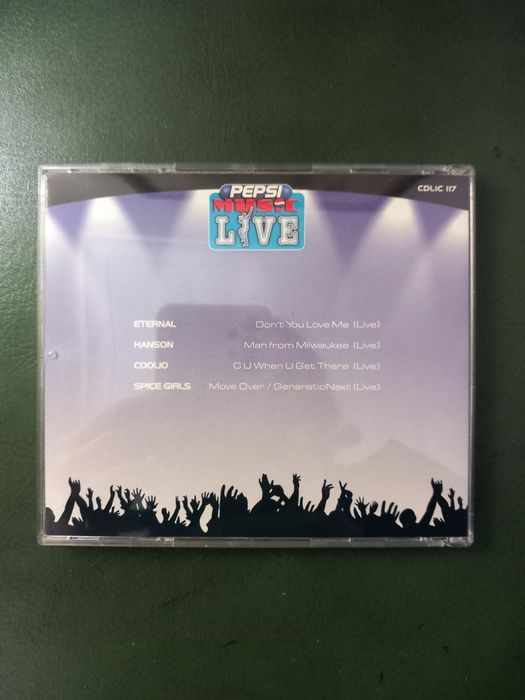 PEPSI
MUSIC
LIVE
CDLIC 117
ETERNAL Don't You Love Me (Live)
HANSON Man from Milwaukee (Live)
COOLIO C U When U Get There (Live)
SPICE GIRLS Move Over / GeneratioNext (Live)